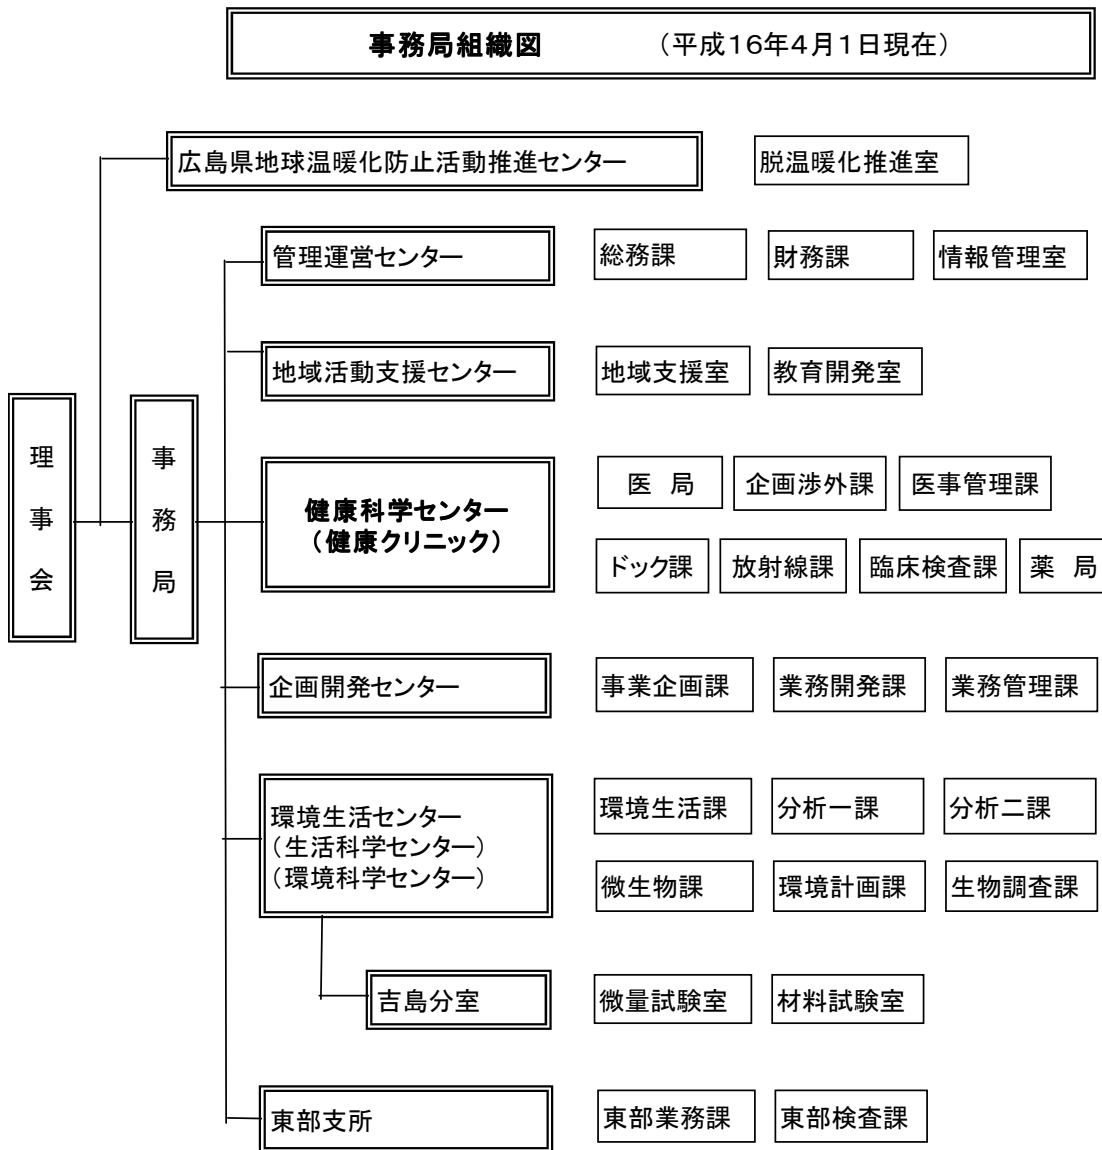 事務局組織図 （平成16年4月1日現在）
広島県地球温暖化防止活動推進センター 脱温暖化推進室
管理運営センター 総務課 財務課 情報管理室
地域活動支援センター 地域支援室 教育開発室
理事会
事務局
健康科学センター
（健康クリニック）
医 局 企画渉外課 医事管理課
ドック課 放射線課 臨床検査課 薬 局
企画開発センター 事業企画課 業務開発課 業務管理課
環境生活センター
（生活科学センター）
（環境科学センター）
環境生活課 分析一課 分析二課
微生物課 環境計画課 生物調査課
吉島分室 微量試験室 材料試験室
東部支所 東部業務課 東部検査課